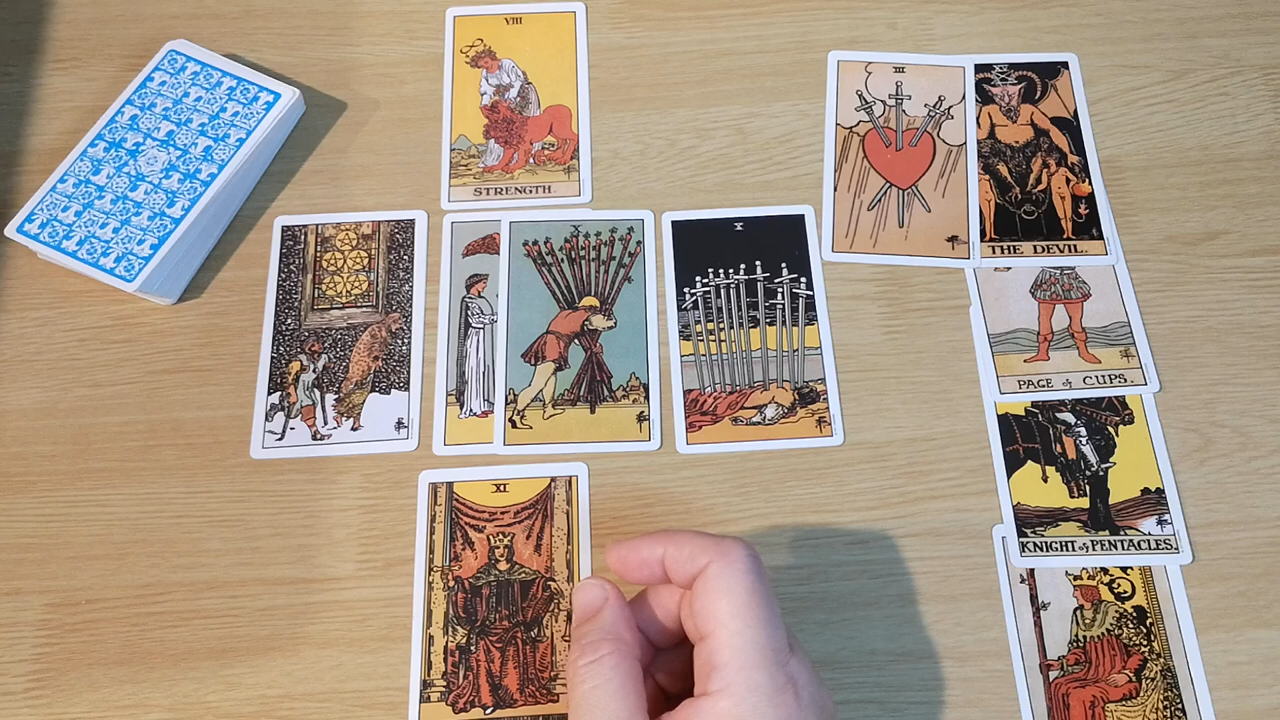 VIII
STRENGTH.
III
THE DEVIL.
X
X
PAGE of CUPS.
KNIGHT of PENTACLES.
XI